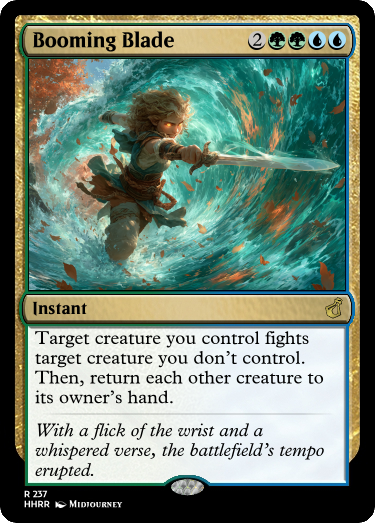 Booming Blade 2
Instant
Target creature you control fights
target creature you don't control.
Then, return each other creature to
its owner's hand.
With a flick of the wrist and a
whispered verse, the battlefield's tempo
erupted.
R 237
HHRR Midjourney